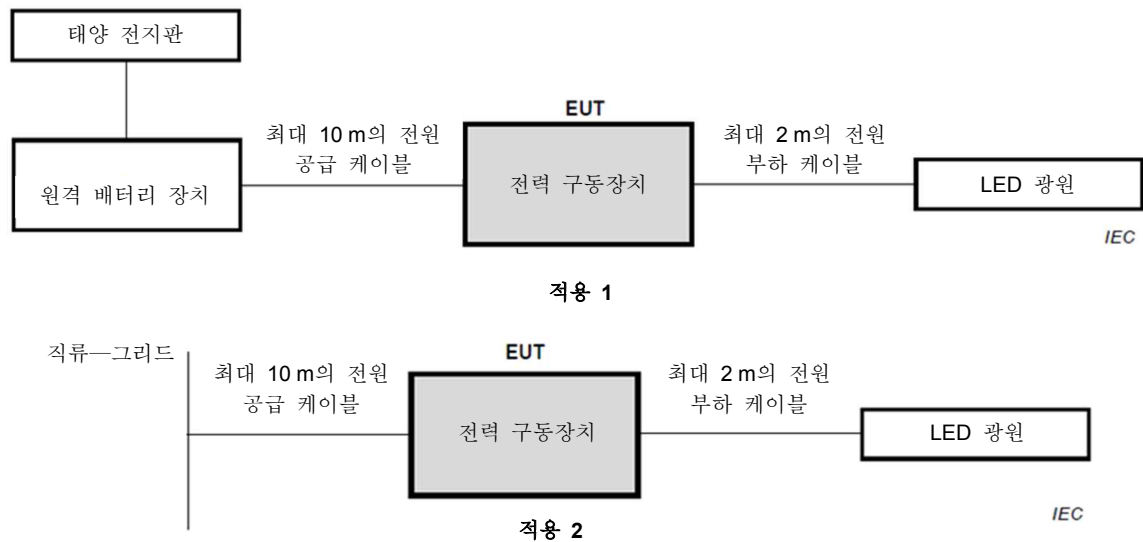 태양 전지판
EUT
최대 10 m의 전원
공급 케이블
최대 2 m의 전원
부하 케이블
원격 배터리 장치
전력 구동장치
LED 광원
IEC
적용 1
직류—그리드
EUT
최대 10 m의 전원
공급 케이블
최대 2 m의 전원
부하 케이블
전력 구동장치
LED 광원
IEC
적용 2